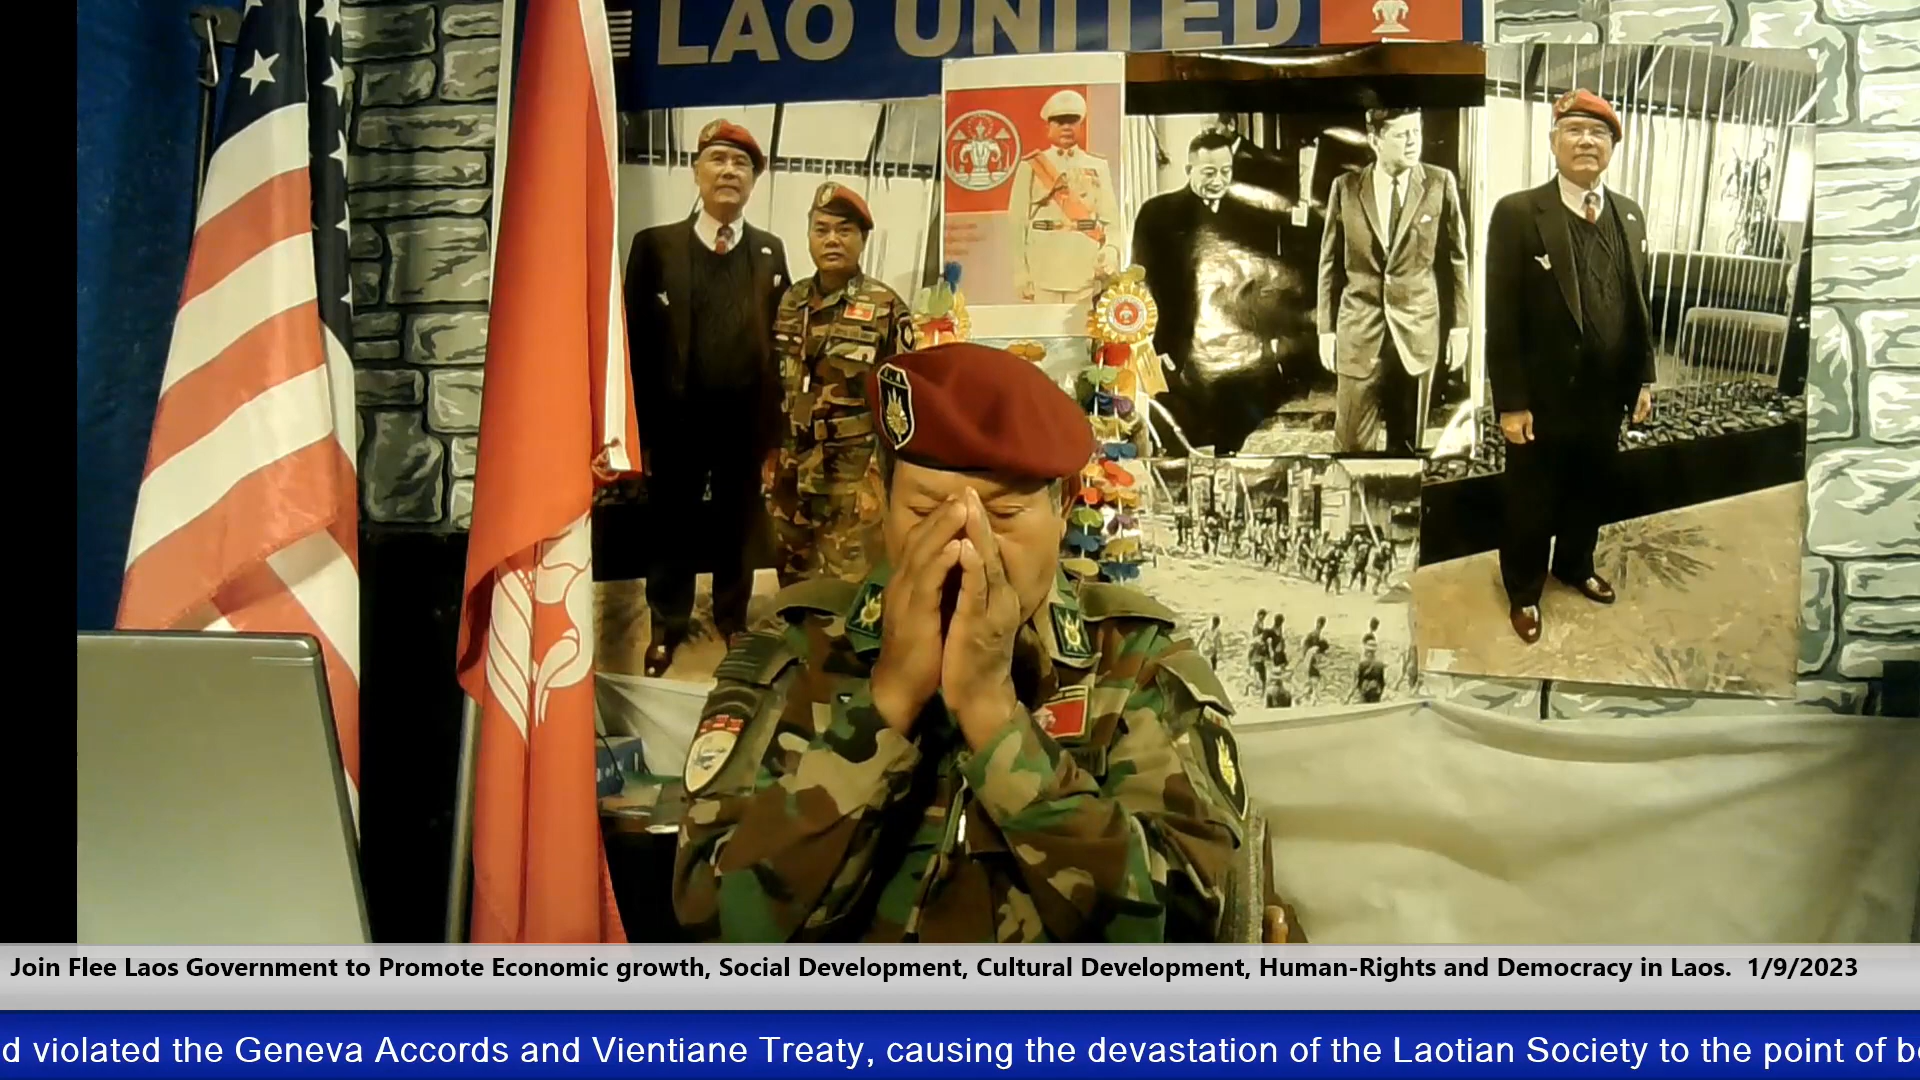 LAO UNITED
Join Flee Laos Government to Promote Economic growth, Social Development, Cultural Development, Human-Rights and Democracy in Laos. 1/9/2023
d violated the Geneva Accords and Vientiane Treaty, causing the devastation of the Laotian Society to the point of b